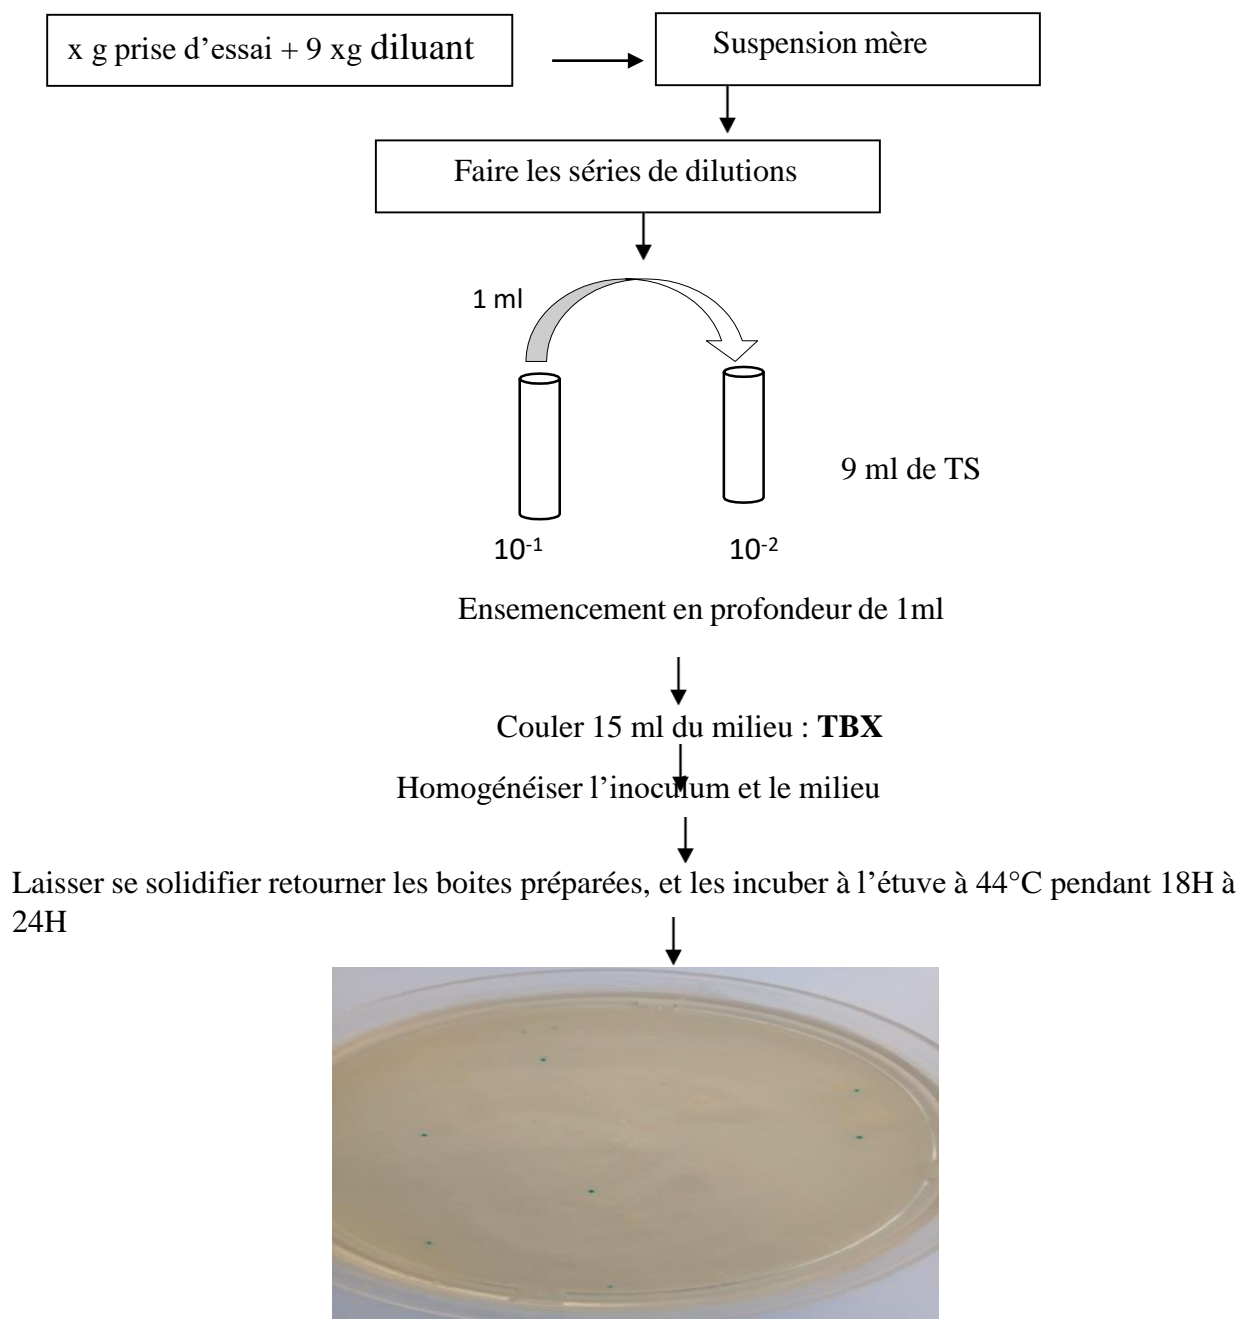 x g prise d’essai + 9 xg diluant
Suspension mère
Faire les séries de dilutions
1 ml
9 ml de TS
10-1
10-2
Ensemencement en profondeur de 1ml
Couler 15 ml du milieu : TBX
Homogénéiser l’inoculum et le milieu
Laisser se solidifier retourner les boites préparées, et les incuber à l’étuve à 44°C pendant 18H à
24H